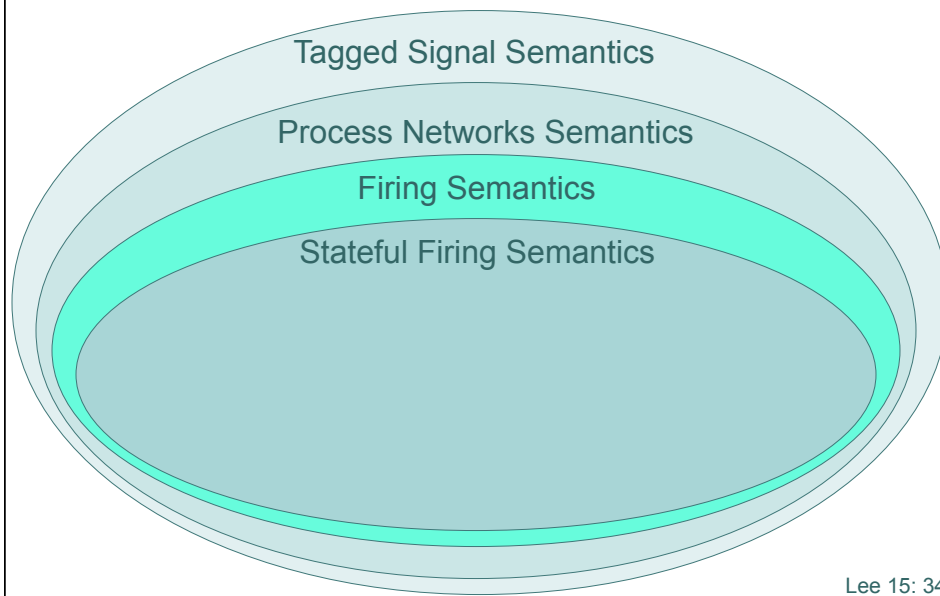 Tagged Signal Semantics
Process Networks Semantics
Firing Semantics
Stateful Firing Semantics
Lee 15: 34